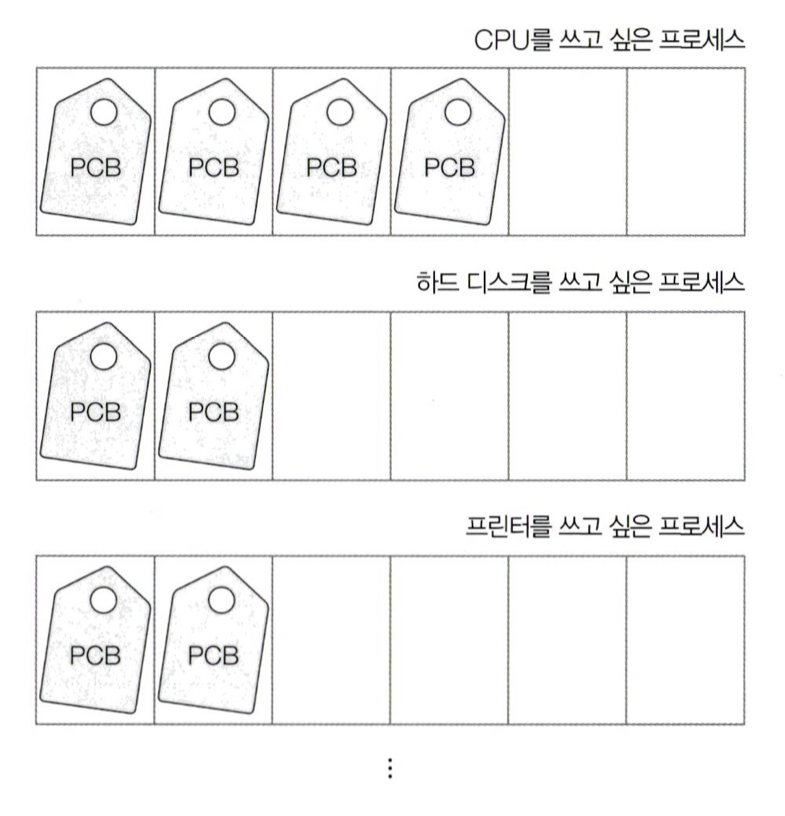 CPU를 쓰고 싶은 프로세스
PCB PCB PCB PCB
하드 디스크를 쓰고 싶은 프로세스
PCB PCB
프린터를 쓰고 싶은 프로세스
PCB PCB
⋮